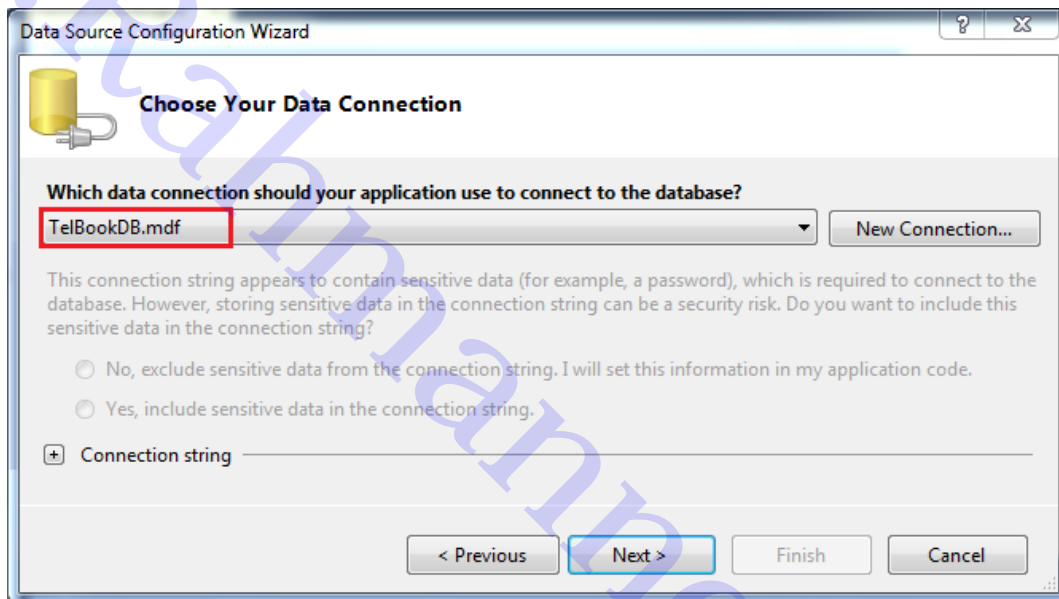 Data Source Configuration Wizard
Choose Your Data Connection
Which data connection should your application use to connect to the database?
TelBookDB.mdf
New Connection...
This connection string appears to contain sensitive data (for example, a password), which is required to connect to the
database. However, storing sensitive data in the connection string can be a security risk. Do you want to include this
sensitive data in the connection string?
No, exclude sensitive data from the connection string. I will set this information in my application code.
Yes, include sensitive data in the connection string.
Connection string
< Previous
Next >
Finish
Cancel